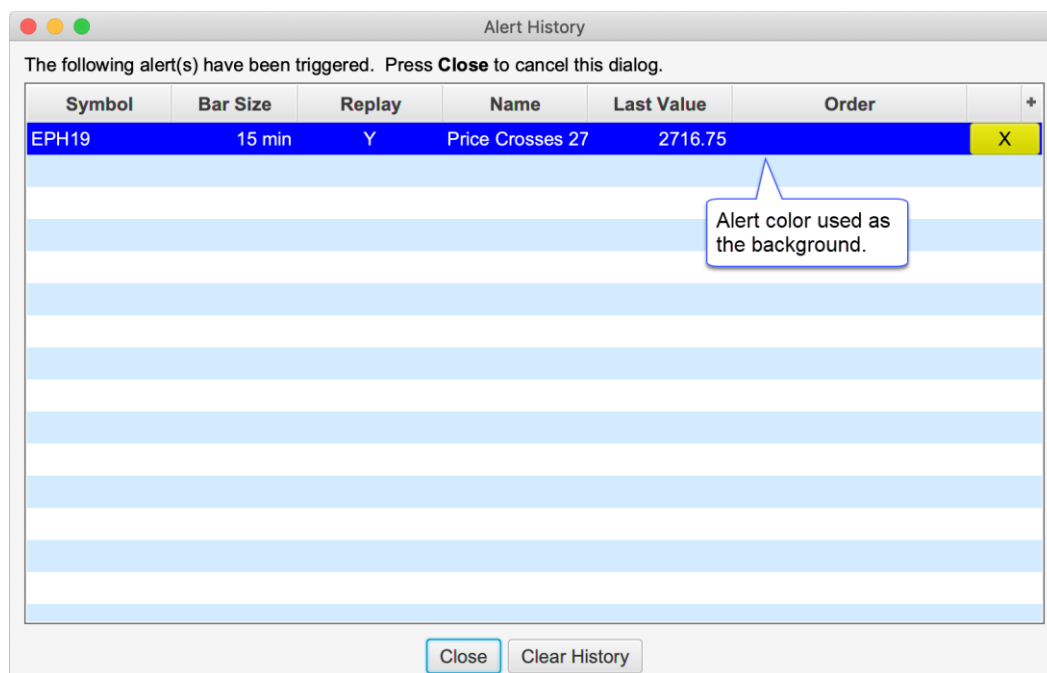 Alert History
The following alert(s) have been triggered.  Press Close to cancel this dialog.
Symbol Bar Size Replay Name Last Value Order +
EPH19 15 min Y Price Crosses 27 2716.75 X
Alert color used as
the background.
Close Clear History